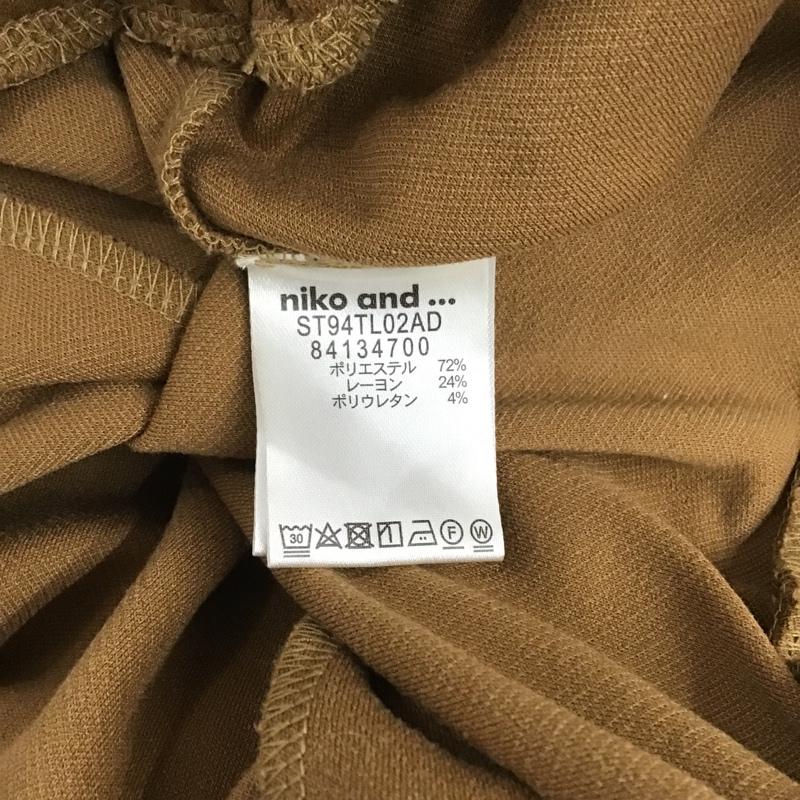 niko and ...
ST94TL02AD
84134700
ポリエステル 72%
レーヨン 24%
ポリウレタン 4%
30 F W